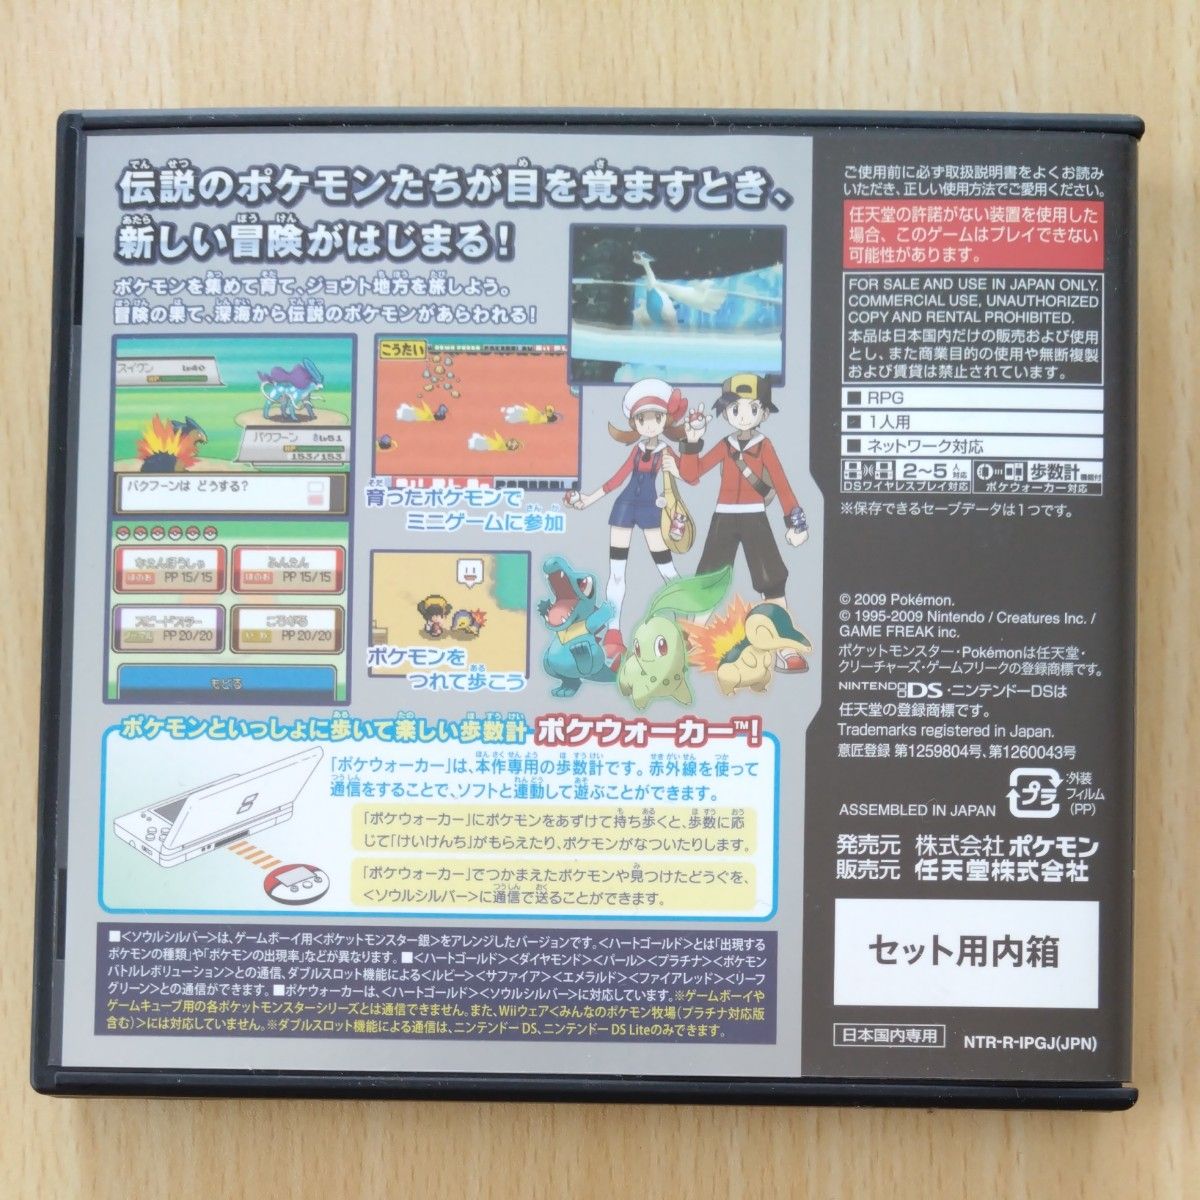 伝説のポケモンたちが目を覚ますとき、
新しい冒険がはじまる!
ポケモンを集めて育て、ジョウト地方を旅しよう。
冒険の果て、深海から伝説のポケモンがあらわれる!
スイクン Lv40
HP
バクフーン ♂Lv51
HP
153/153
バクフーンは どうする?
かえんほうしゃ
ほのお PP 15/15
ふんえん
ほのお PP 15/15
スピードスター
ノーマル PP 20/20
ころがる
いわ PP 20/20
もどる
こうたい
育ったポケモンで
ミニゲームに参加
ポケモンを
つれて歩こう
ポケモンといっしょに歩いて楽しい歩数計 ポケウォーカー™!
「ポケウォーカー」は、本作専用の歩数計です。赤外線を使って
通信をすることで、ソフトと連動して遊ぶことができます。
「ポケウォーカー」にポケモンをあずけて持ち歩くと、歩数に応
じて「けいけんち」がもらえたり、ポケモンがなついたりします。
「ポケウォーカー」でつかまえたポケモンや見つけたどうぐを、
<ソウルシルバー>に通信で送ることができます。
■<ソウルシルバー>は、ゲームボーイ用<ポケットモンスター銀>をアレンジしたバージョンです。<ハートゴールド>とは「出現する
ポケモンの種類」や「ポケモンの出現率」などが異なります。■<ハートゴールド><ダイヤモンド><パール><プラチナ><ポケモン
バトルレボリューション>との通信、ダブルスロット機能による<ルビー><サファイア><エメラルド><ファイアレッド><リーフ
グリーン>との通信ができます。■ポケウォーカーは、<ハートゴールド><ソウルシルバー>に対応しています。※ゲームボーイや
ゲームキューブ用の各ポケットモンスターシリーズとは通信できません。また、Wiiウェア<みんなのポケモン牧場(プラチナ対応版
含む)>には対応していません。※ダブルスロット機能による通信は、ニンテンドーDS、ニンテンドーDS Liteのみできます。
ご使用前に必ず取扱説明書をよくお読み
いただき、正しい使用方法でご愛用ください。
任天堂の許諾がない装置を使用した
場合、このゲームはプレイできない
可能性があります。
FOR SALE AND USE IN JAPAN ONLY.
COMMERCIAL USE, UNAUTHORIZED
COPY AND RENTAL PROHIBITED.
本品は日本国内だけの販売および使用
とし、また商業目的の使用や無断複製
および賃貸は禁止されています。
■ RPG
■ 1人用
■ ネットワーク対応
2~5人対応
DSワイヤレスプレイ対応
歩数計機能付
ポケウォーカー対応
※保存できるセーブデータは1つです。
© 2009 Pokémon.
© 1995-2009 Nintendo / Creatures Inc. /
GAME FREAK inc.
ポケットモンスター・Pokémonは任天堂・
クリーチャーズ・ゲームフリークの登録商標です。
NINTENDO DS・ニンテンドーDSは
任天堂の登録商標です。
Trademarks registered in Japan.
意匠登録 第1259804号、第1260043号
ASSEMBLED IN JAPAN
プラ
:外装
フィルム
(PP)
発売元 株式会社ポケモン
販売元 任天堂株式会社
セット用内箱
日本国内専用
NTR-R-IPGJ(JPN)